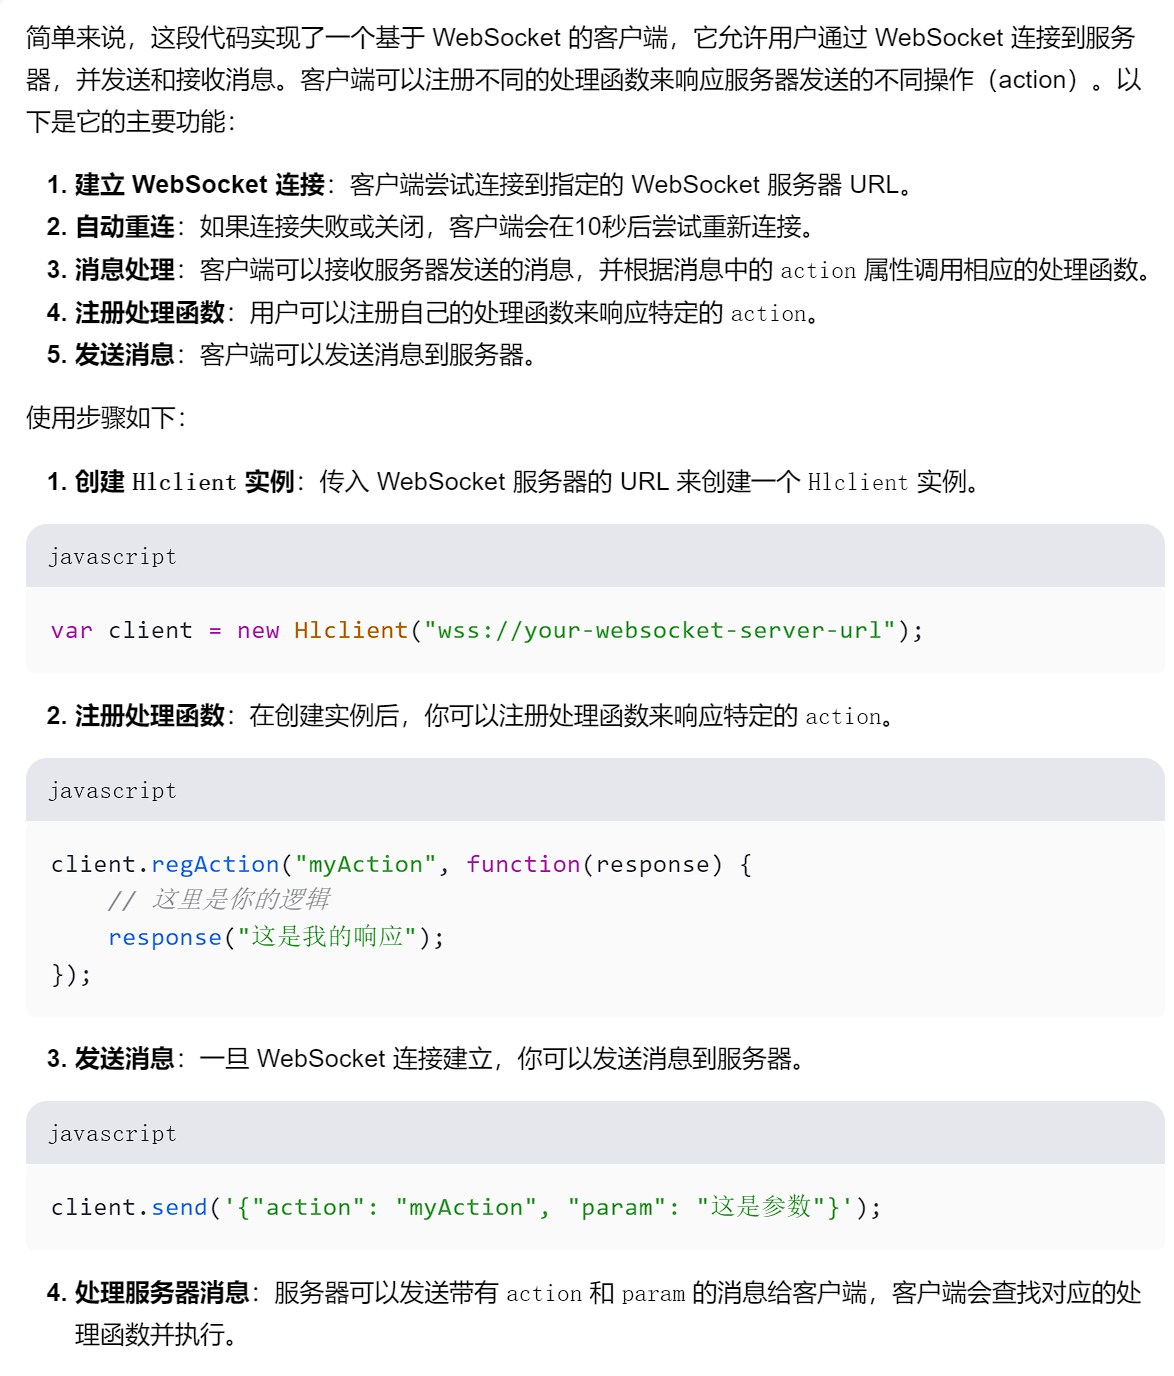 简单来说，这段代码实现了一个基于 WebSocket 的客户端，它允许用户通过 WebSocket 连接到服务
器，并发送和接收消息。客户端可以注册不同的处理函数来响应服务器发送的不同操作（action）。以
下是它的主要功能：
1. 建立 WebSocket 连接：客户端尝试连接到指定的 WebSocket 服务器 URL。
2. 自动重连：如果连接失败或关闭，客户端会在10秒后尝试重新连接。
3. 消息处理：客户端可以接收服务器发送的消息，并根据消息中的 action 属性调用相应的处理函数。
4. 注册处理函数：用户可以注册自己的处理函数来响应特定的 action。
5. 发送消息：客户端可以发送消息到服务器。
使用步骤如下：
1. 创建 Hlclient 实例：传入 WebSocket 服务器的 URL 来创建一个 Hlclient 实例。
javascript
var client = new Hlclient("wss://your-websocket-server-url");
2. 注册处理函数：在创建实例后，你可以注册处理函数来响应特定的 action。
javascript
client.regAction("myAction", function(response) {
    // 这里是你的逻辑
    response("这是我的响应");
});
3. 发送消息：一旦 WebSocket 连接建立，你可以发送消息到服务器。
javascript
client.send('{"action": "myAction", "param": "这是参数"}');
4. 处理服务器消息：服务器可以发送带有 action 和 param 的消息给客户端，客户端会查找对应的处
理函数并执行。